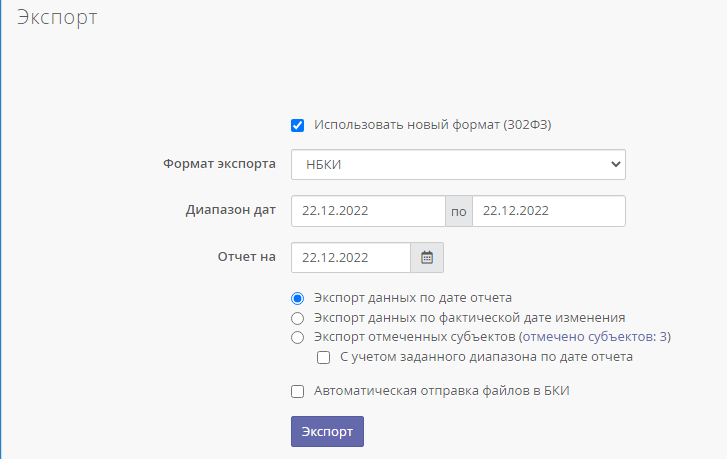 Экспорт
Использовать новый формат (302ФЗ)
Формат экспорта НБКИ
Диапазон дат 22.12.2022 по 22.12.2022
Отчет на 22.12.2022
Экспорт данных по дате отчета
Экспорт данных по фактической дате изменения
Экспорт отмеченных субъектов (отмечено субъектов: 3)
С учетом заданного диапазона по дате отчета
Автоматическая отправка файлов в БКИ
Экспорт